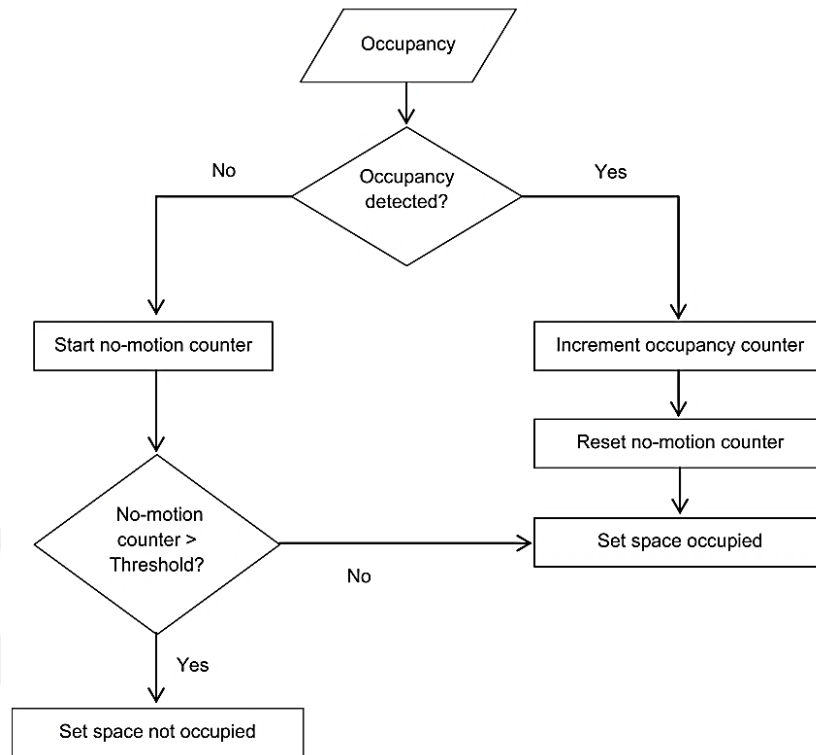 Occupancy
No
Yes
Occupancy
detected?
Start no-motion counter
Increment occupancy counter
Reset no-motion counter
No-motion
counter >
Threshold?
Set space occupied
No
Yes
Set space not occupied